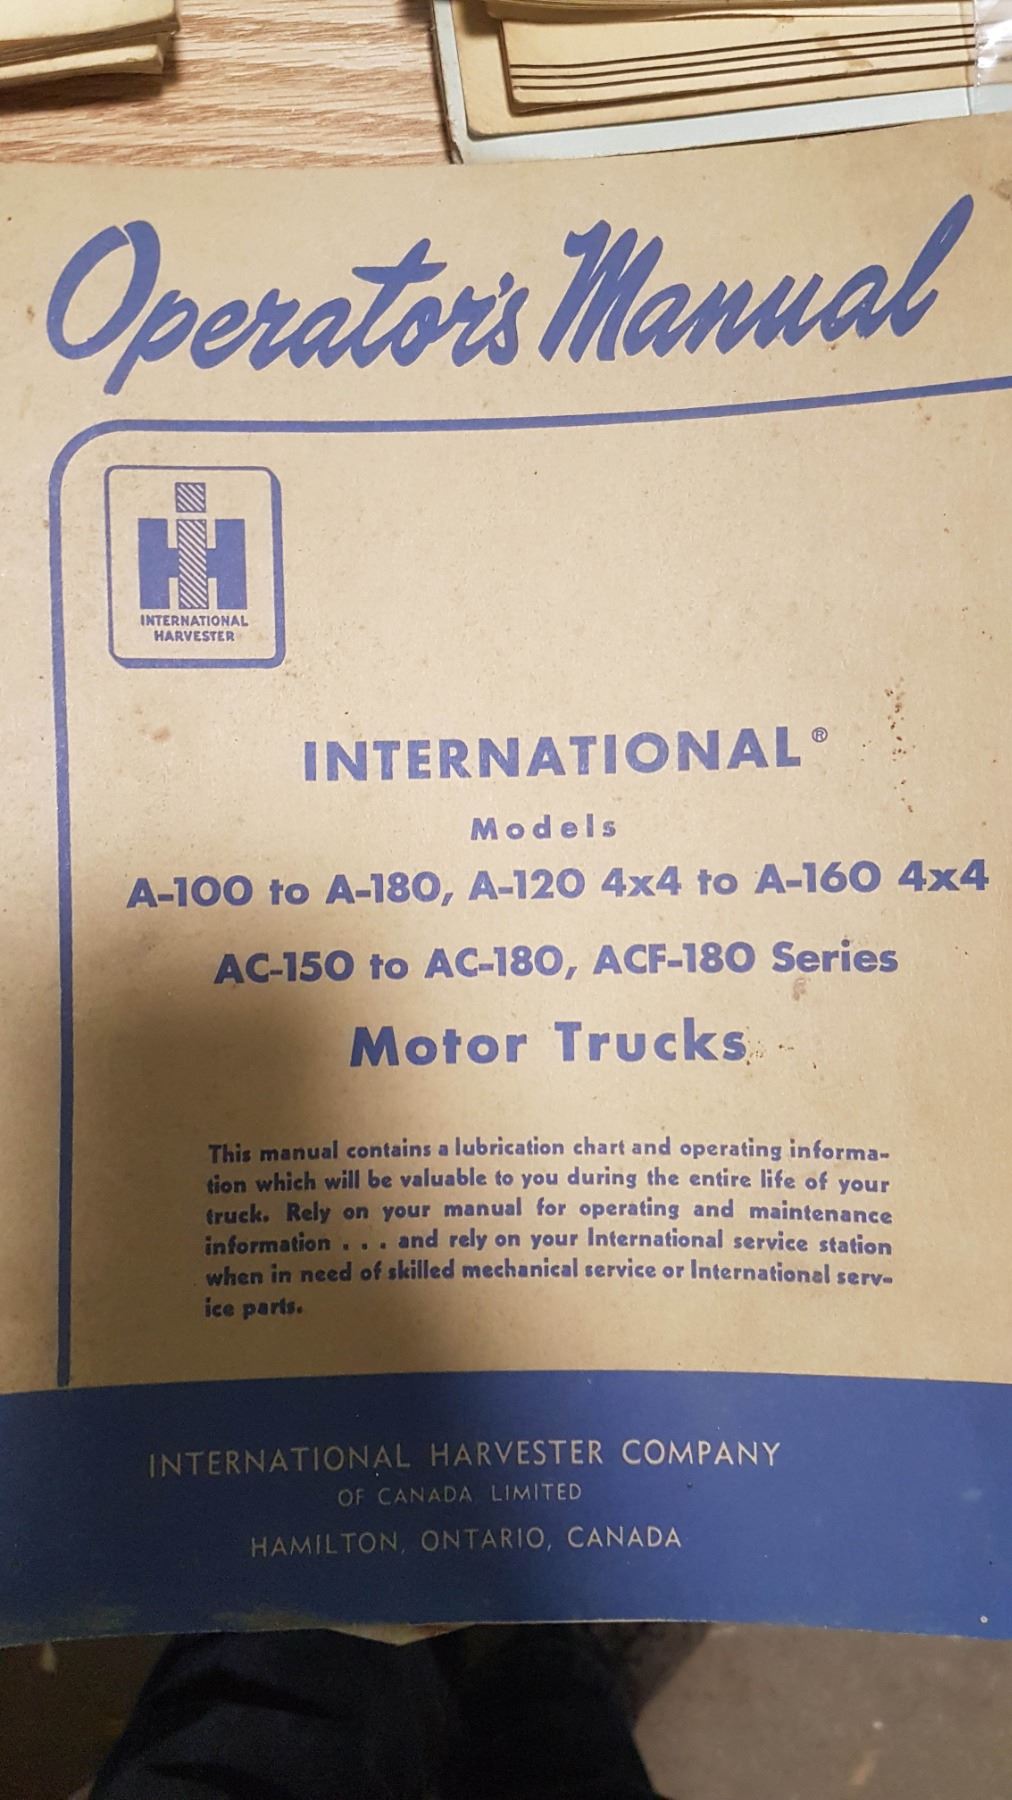 Operator's Manual
IH
INTERNATIONAL
HARVESTER
INTERNATIONAL®
Models
A-100 to A-180, A-120 4x4 to A-160 4x4
AC-150 to AC-180, ACF-180 Series
Motor Trucks
This manual contains a lubrication chart and operating informa-
tion which will be valuable to you during the entire life of your
truck. Rely on your manual for operating and maintenance
information . . . and rely on your International service station
when in need of skilled mechanical service or International serv-
ice parts.
INTERNATIONAL HARVESTER COMPANY
OF CANADA LIMITED
HAMILTON, ONTARIO, CANADA